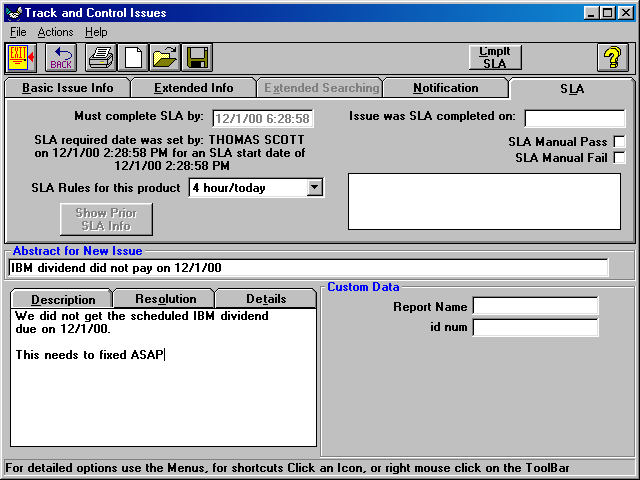 Track and Control Issues
File Actions Help
EXIT
BACK
Cmplt
SLA
Basic Issue Info Extended Info Extended Searching Notification SLA
Must complete SLA by: 12/1/00 6:28:58 Issue was SLA completed on:
SLA required date was set by: THOMAS SCOTT
on 12/1/00 2:28:58 PM for an SLA start date of
12/1/00 2:28:58 PM
SLA Manual Pass
SLA Manual Fail
SLA Rules for this product 4 hour/today
Show Prior
SLA Info
Abstract for New Issue
IBM dividend did not pay on 12/1/00
Description Resolution Details
We did not get the scheduled IBM dividend
due on 12/1/00.
This needs to fixed ASAP
Custom Data
Report Name
id num
For detailed options use the Menus, for shortcuts Click an Icon, or right mouse click on the ToolBar